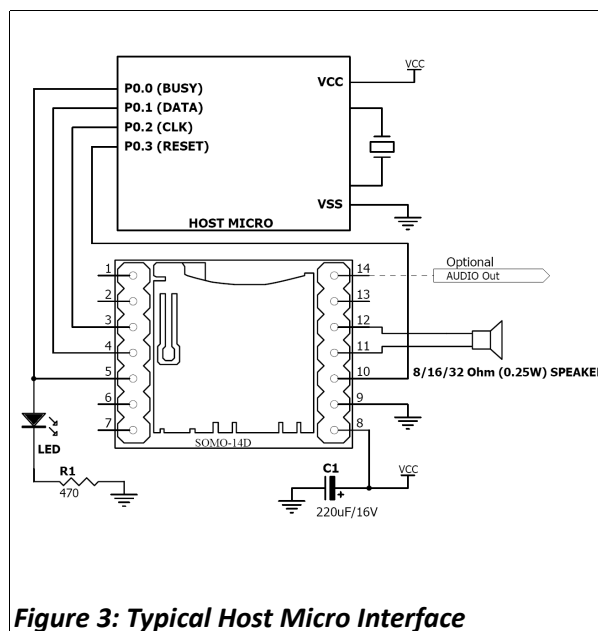 VCC
P0.0 (BUSY)
VCC
P0.1 (DATA)
P0.2 (CLK)
P0.3 (RESET)
VSS
HOST MICRO
Optional
AUDIO Out
1
14
2
13
3
12
4
11
8/16/32 Ohm (0.25W) SPEAKE
5
10
6
9
7
8
LED
SOMO-14D
R1
470
C1
+
VCC
220uF/16V
Figure 3: Typical Host Micro Interface